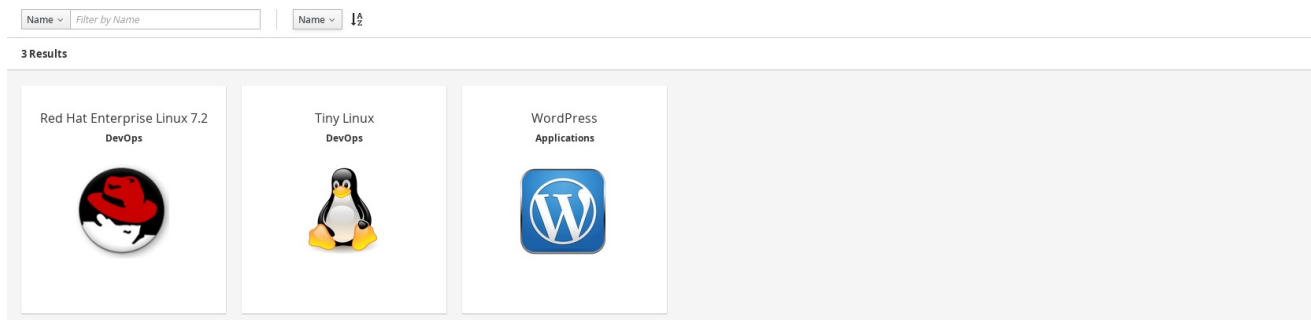 Name Filter by Name Name
3 Results
Red Hat Enterprise Linux 7.2
DevOps
Tiny Linux
DevOps
WordPress
Applications